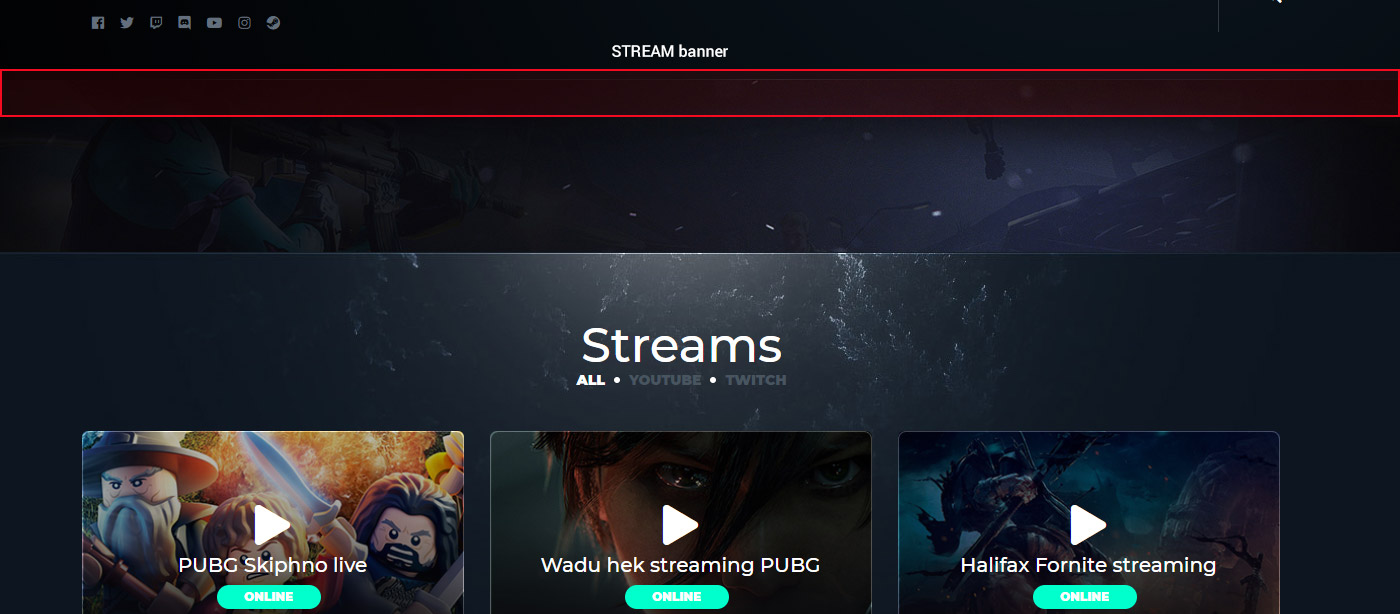 STREAM banner
Streams
ALL • YOUTUBE • TWITCH
PUBG Skiphno live
Wadu hek streaming PUBG
Halifax Fornite streaming
ONLINE
ONLINE
ONLINE